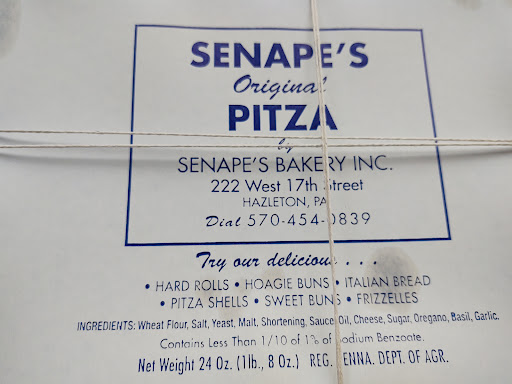 SENAPE'S
Original
PITZA
by
SENAPE'S BAKERY INC.
222 West 17th Street
HAZLETON, PA
Dial 570-454-0839
Try our delicious . . .
• HARD ROLLS • HOAGIE BUNS • ITALIAN BREAD
• PITZA SHELLS • SWEET BUNS • FRIZZELLES
INGREDIENTS: Wheat Flour, Salt, Yeast, Malt, Shortening, Sauce, Oil, Cheese, Sugar, Oregano, Basil, Garlic.
Contains Less Than 1/10 of 1% of Sodium Benzoate.
Net Weight 24 Oz. (1lb., 8 Oz.) REG. PENNA. DEPT. OF AGR.